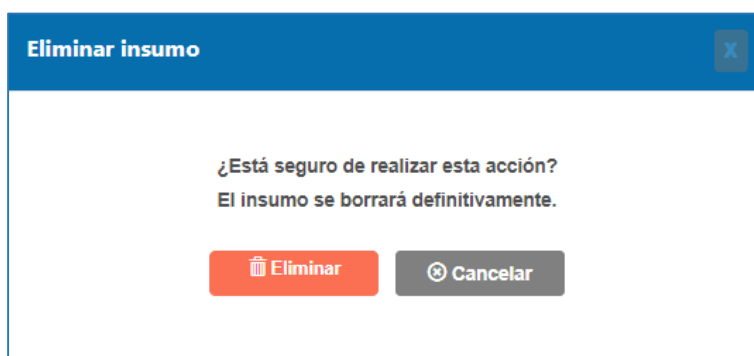 Eliminar insumo
X
¿Está seguro de realizar esta acción?
El insumo se borrará definitivamente.
Eliminar
Cancelar